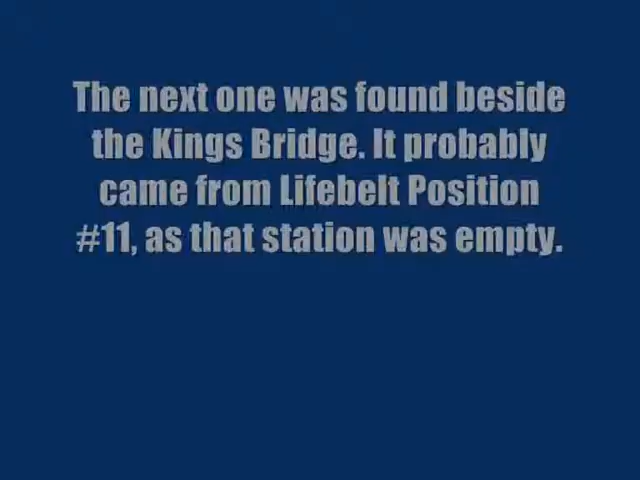 The next one was found beside
the Kings Bridge. It probably
came from Lifebelt Position
#11, as that station was empty.